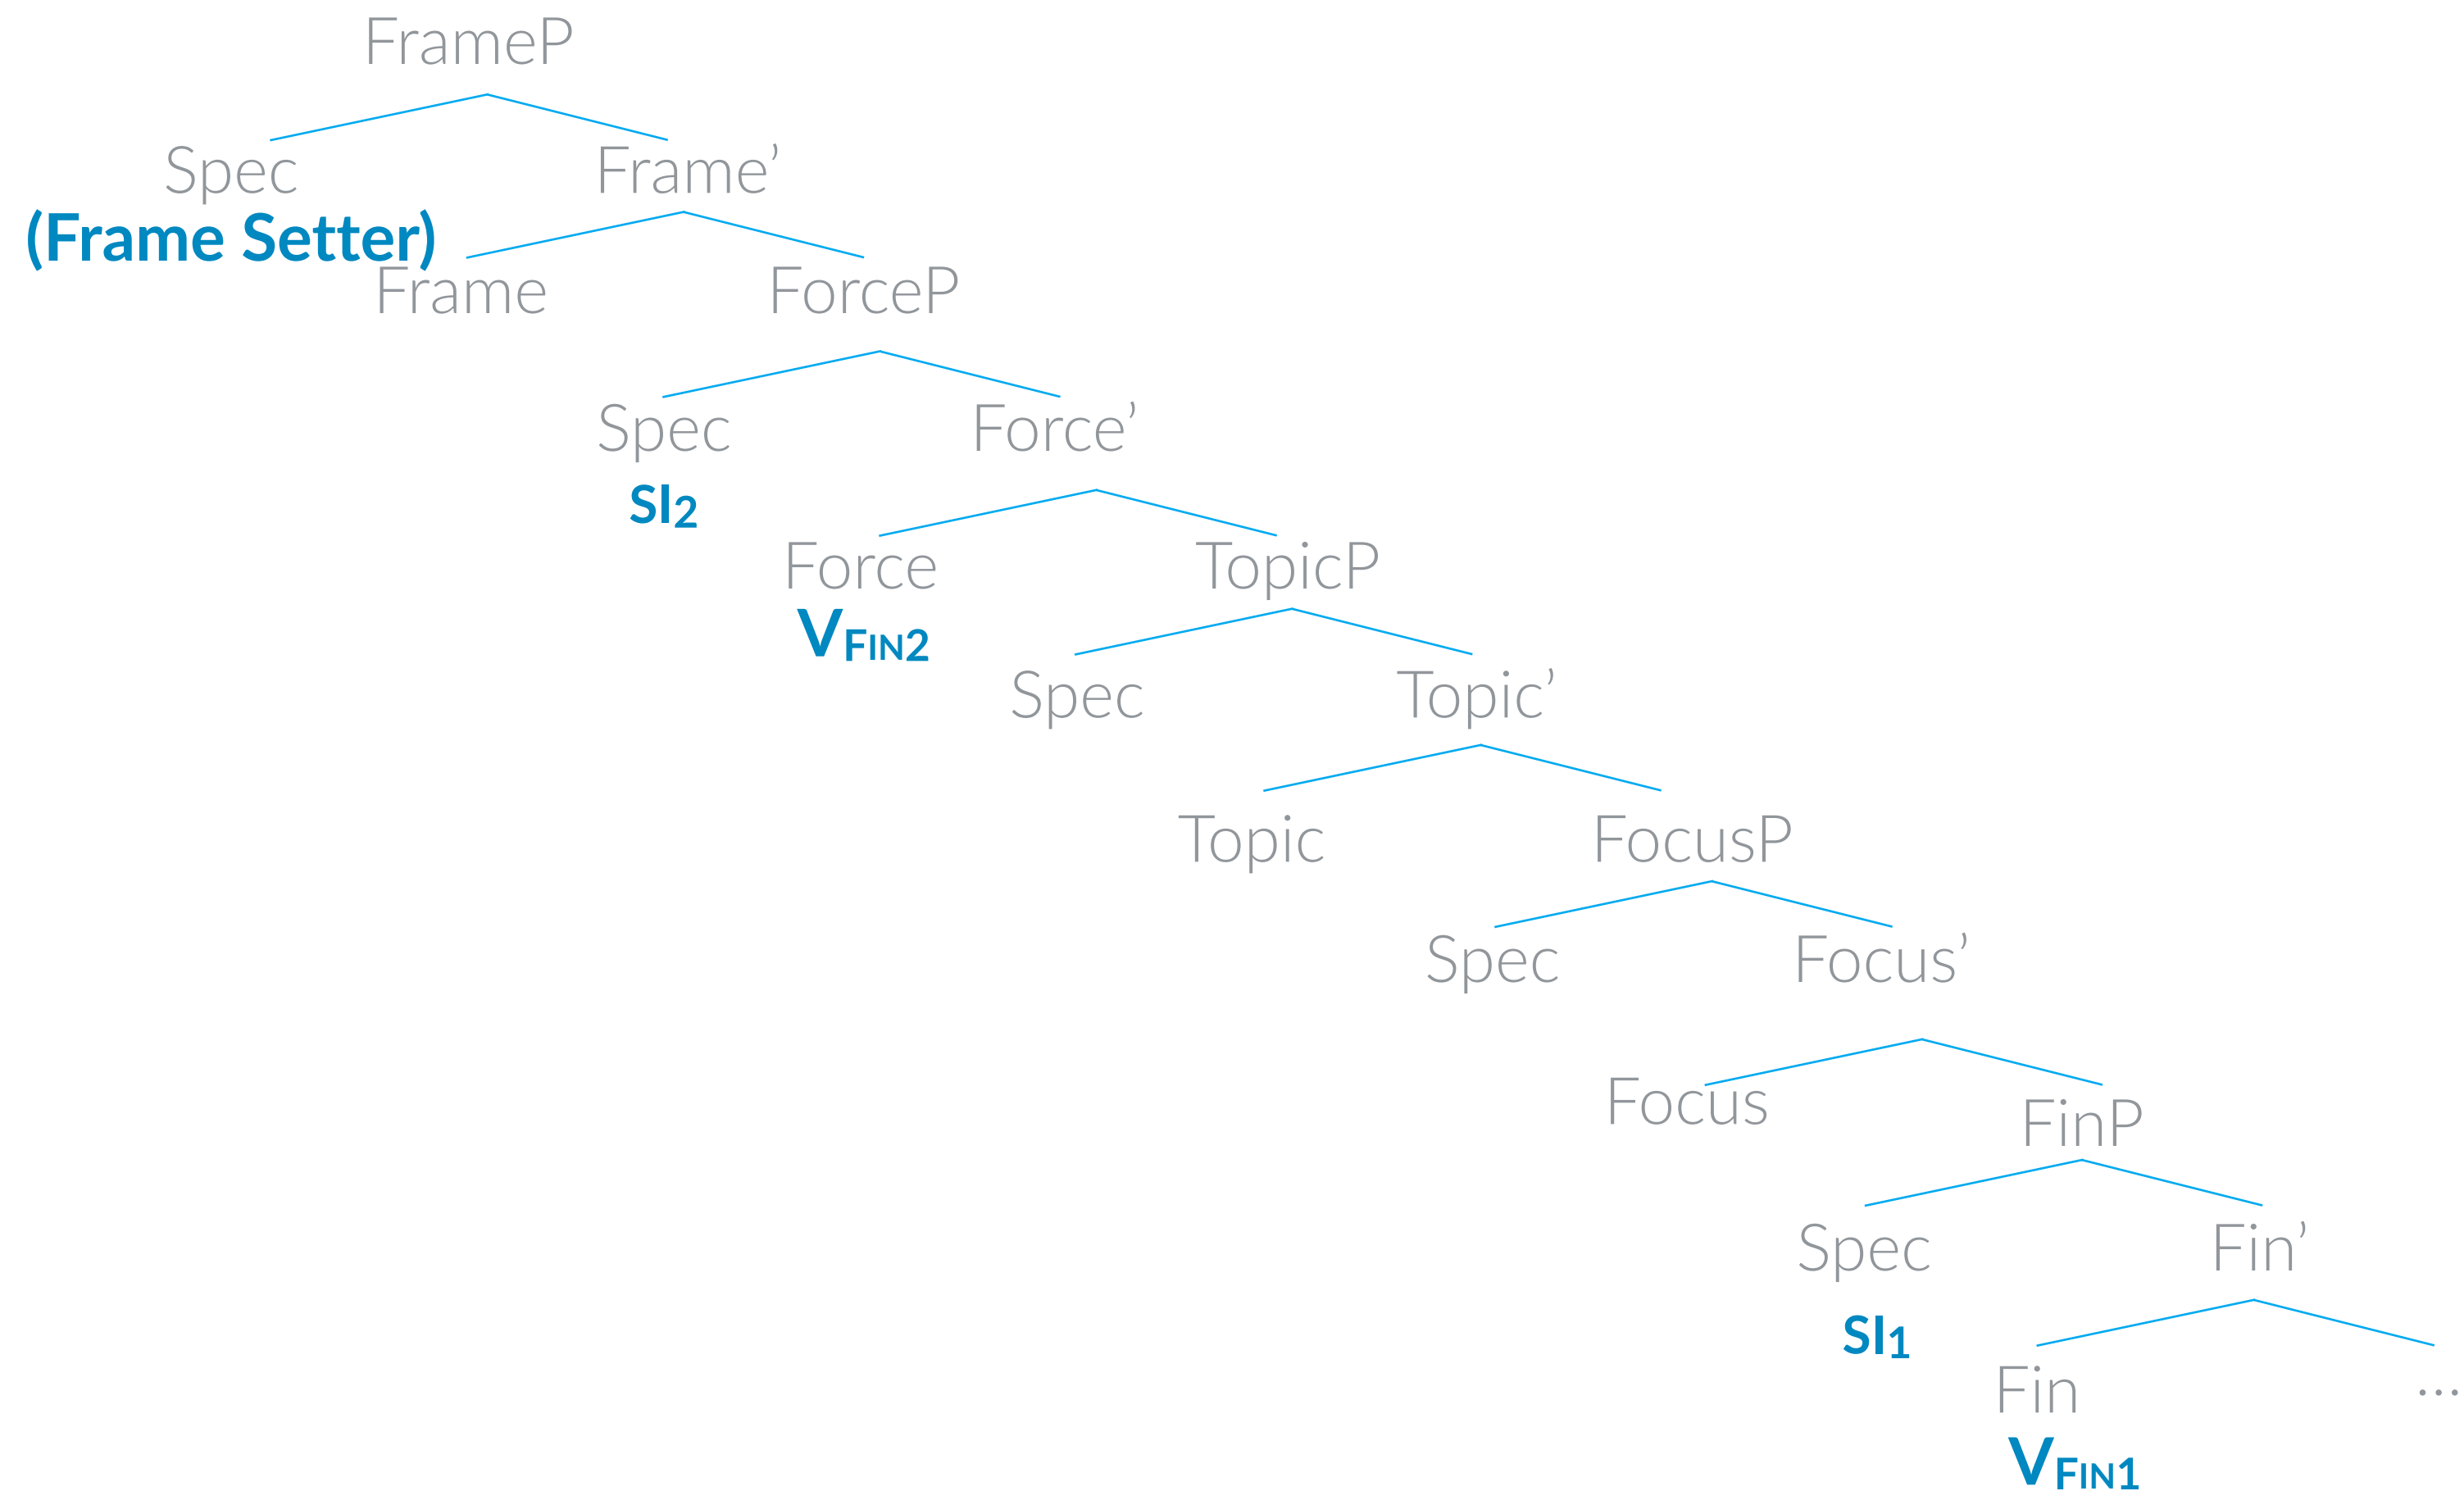 FrameP
Spec Frame’
(Frame Setter)
Frame ForceP
Spec Force’
SI2
Force TopicP
VFIN2
Spec Topic’
Topic FocusP
Spec Focus’
Focus FinP
Spec Fin’
SI1
Fin ...
VFIN1